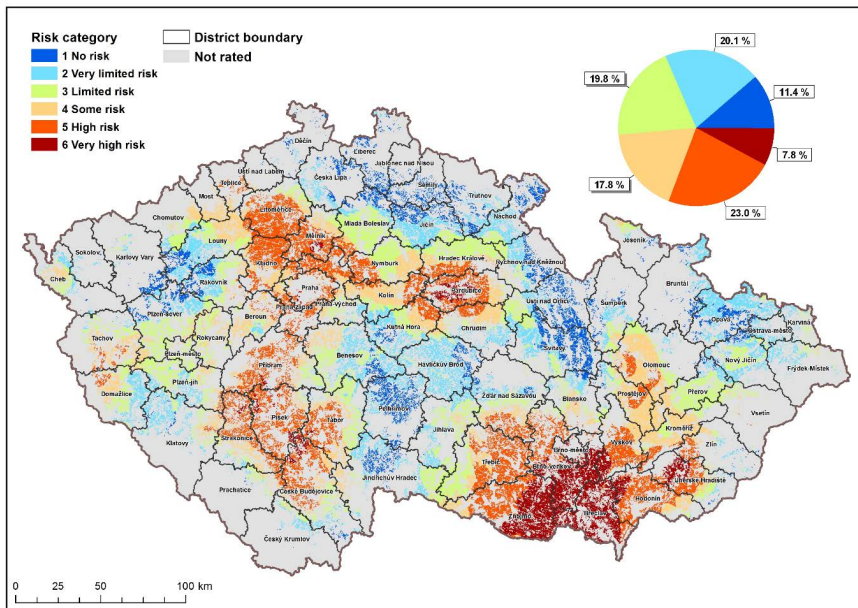 Risk category
District boundary
1 No risk
Not rated
2 Very limited risk
3 Limited risk
4 Some risk
5 High risk
6 Very high risk
20.1 %
19.8 %
11.4 %
7.8 %
17.8 %
23.0 %
Děčín
Liberec
Jablonec nad Nisou
Ústí nad Labem
Česká Lípa
Semily
Teplice
Trutnov
Most
Litoměřice
Chomutov
Mladá Boleslav
Jičín
Náchod
Mělník
Louny
Jeseník
Sokolov
Karlovy Vary
Hradec Králové
Rychnov nad Kněžnou
Kladno
Nymburk
Cheb
Rakovník
Praha
Pardubice
Bruntál
Kolín
Praha-východ
Ústí nad Orlicí
Šumperk
Praha-západ
Plzeň-sever
Beroun
Opava
Karviná
Ostrava-město
Kutná Hora
Chrudim
Rokycany
Tachov
Svitavy
Plzeň-město
Benešov
Nový Jičín
Příbram
Havlíčkův Brod
Olomouc
Frýdek-Místek
Plzeň-jih
Domažlice
Pelhřimov
Žďár nad Sázavou
Blansko
Prostějov
Přerov
Písek
Tábor
Vsetín
Jihlava
Kroměříž
Klatovy
Strakonice
Vyškov
Zlín
Brno-město
Třebíč
Brno-venkov
Jindřichův Hradec
Uherské Hradiště
Prachatice
České Budějovice
Hodonín
Znojmo
Břeclav
Český Krumlov
0 25 50 100 km